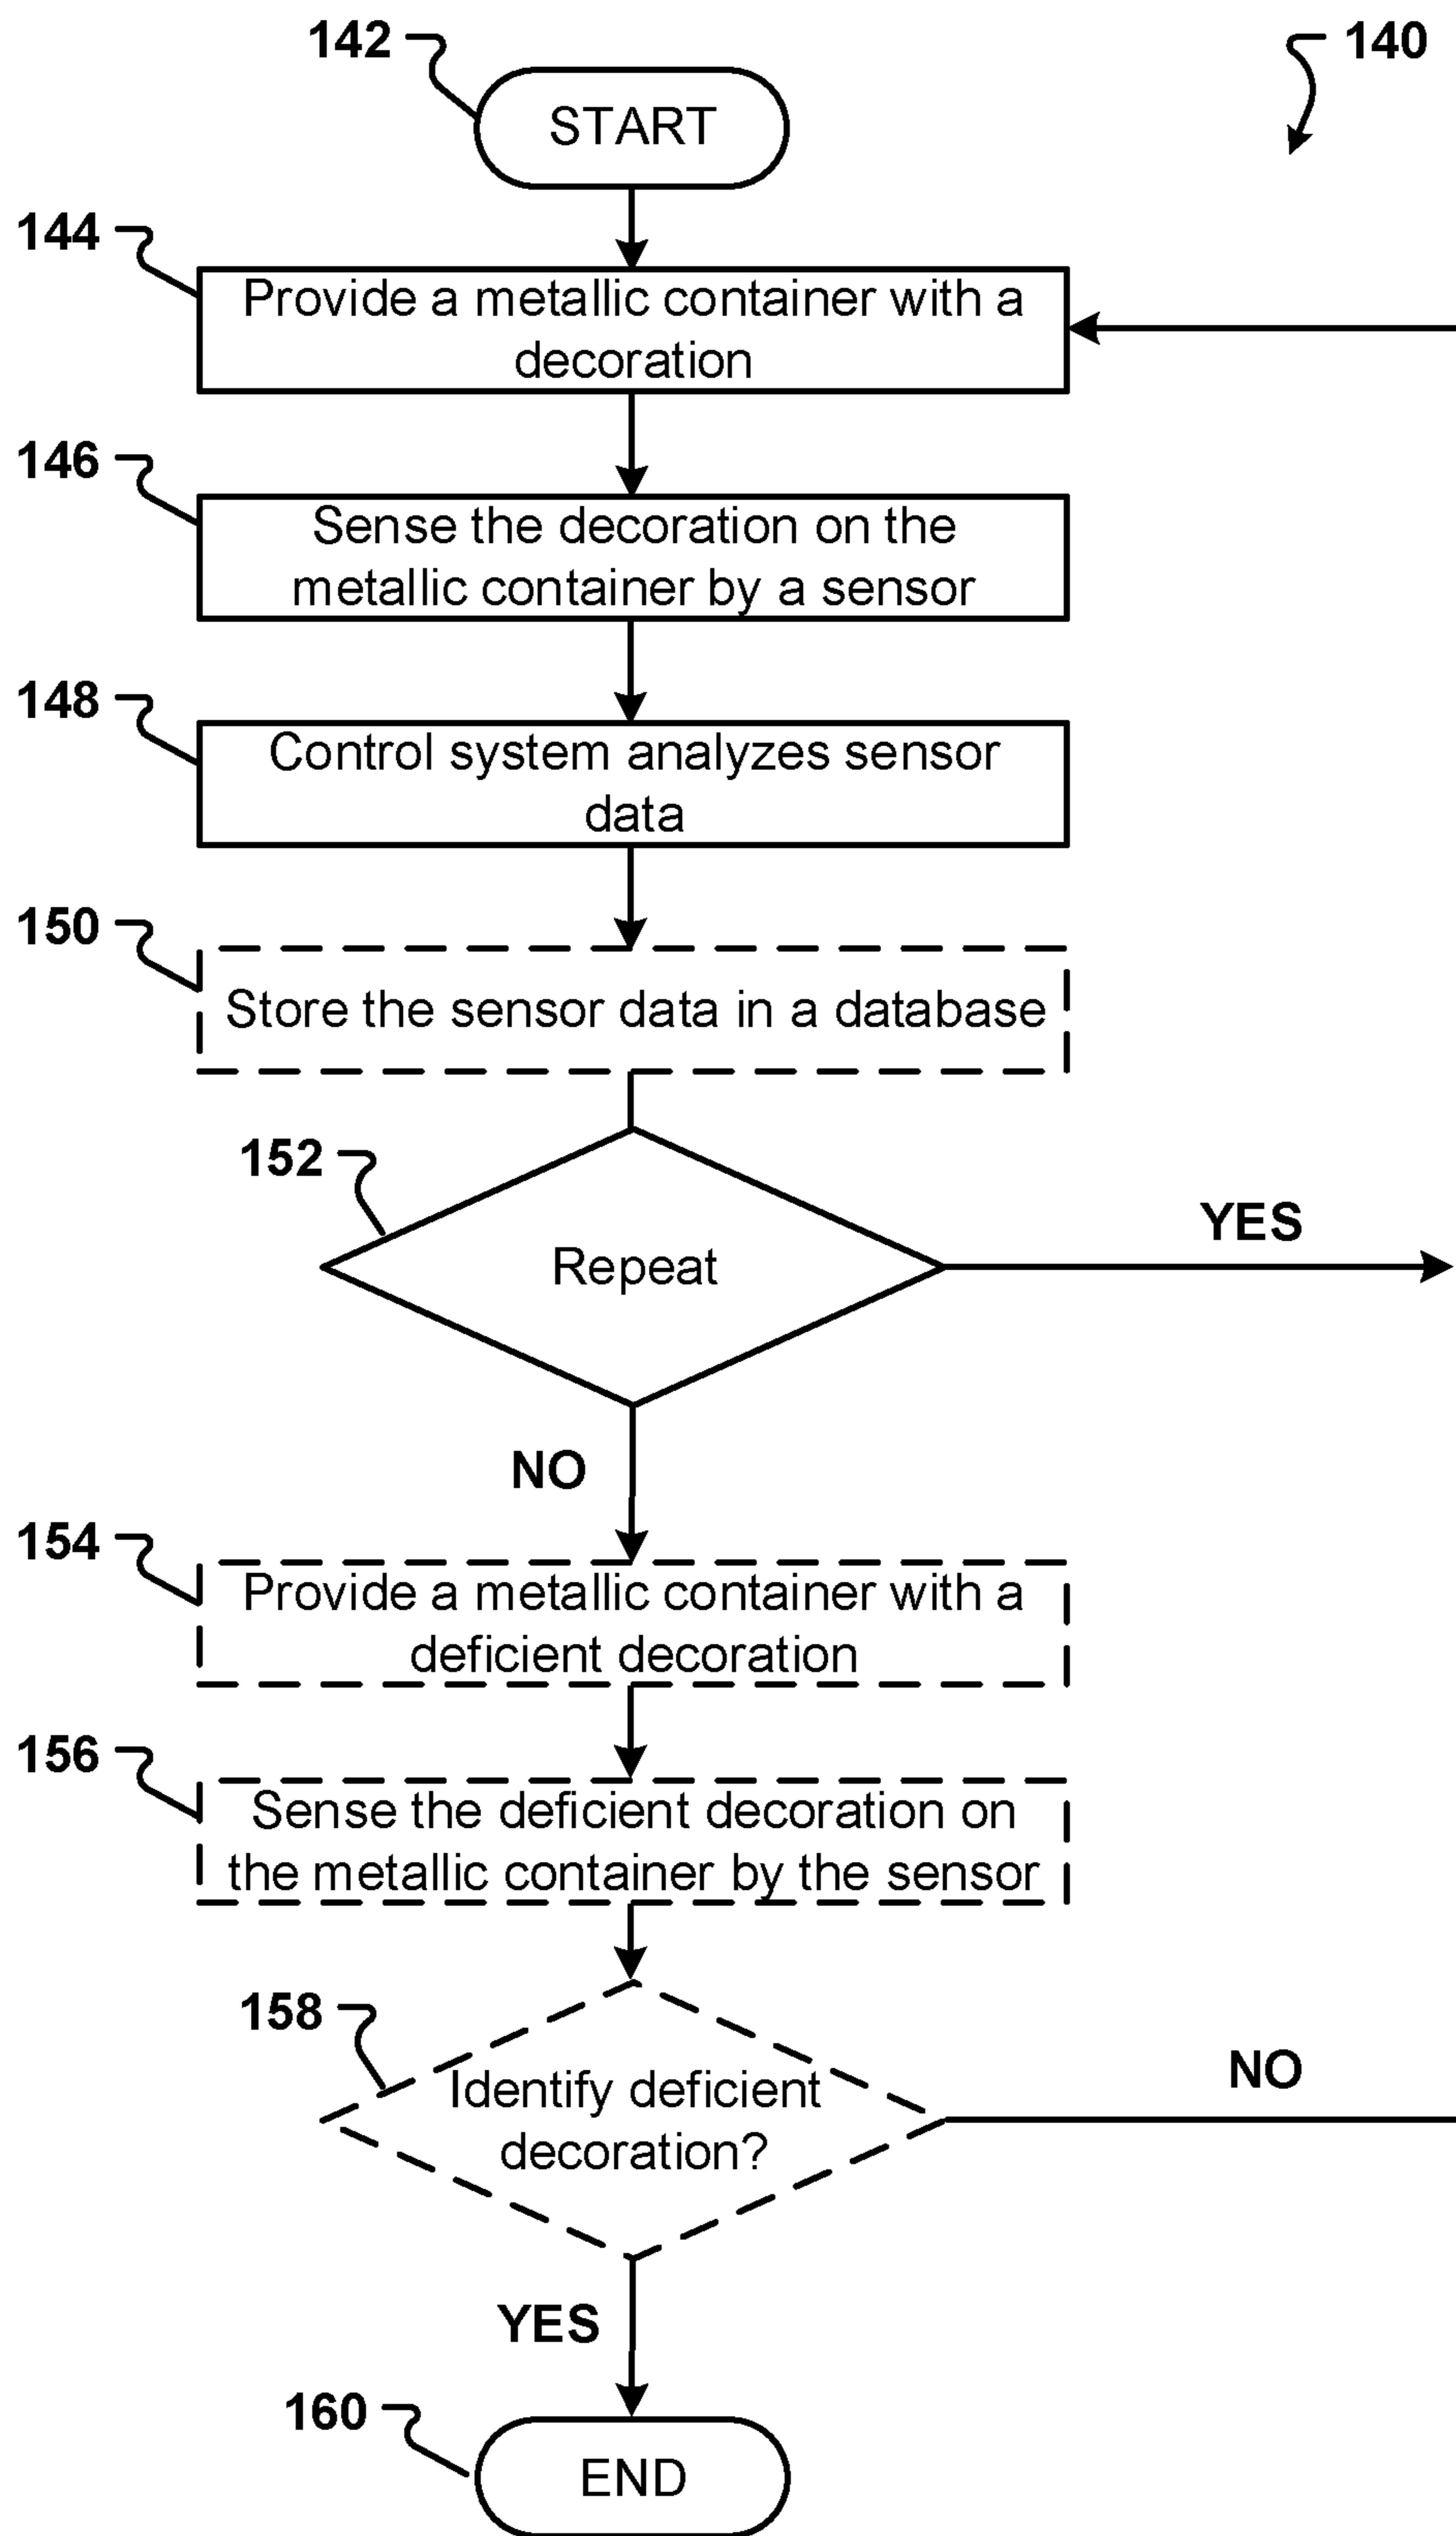 142
140
START
144
Provide a metallic container with a
decoration
146
Sense the decoration on the
metallic container by a sensor
148
Control system analyzes sensor
data
150
Store the sensor data in a database
152
Repeat
YES
NO
154
Provide a metallic container with a
deficient decoration
156
Sense the deficient decoration on
the metallic container by the sensor
158
Identify deficient
decoration?
NO
YES
160
END